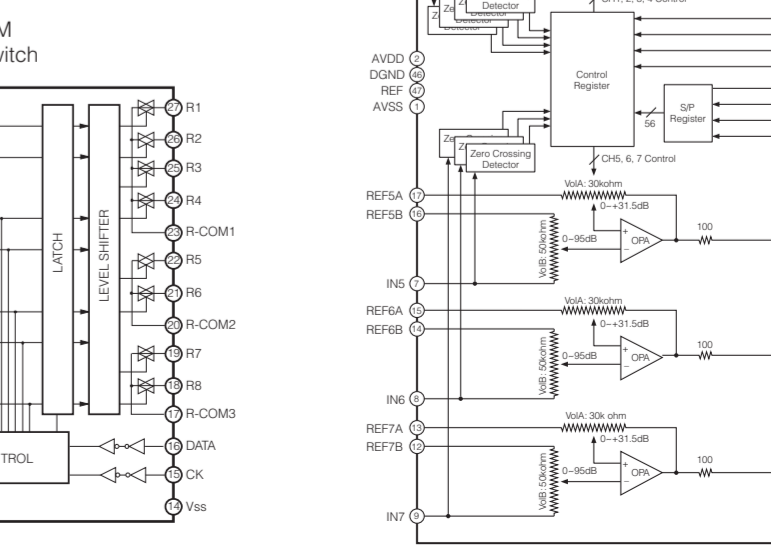 M
vitch
27 R1
26 R2
25 R3
24 R4
23 R-COM1
22 R5
21 R6
20 R-COM2
19 R7
18 R8
17 R-COM3
16 DATA
15 CK
14 Vss
LATCH
LEVEL SHIFTER
TROL
Detector
Detector
Detector
Ze
Z
CH1, 2, 3, 4 Control
AVDD 2
DGND 46
REF 47
AVSS 1
Control
Register
S/P
Register
56
Ze
Z
Zero Crossing
Detector
CH5, 6, 7 Control
REF5A 17
REF5B 16
IN5 7
VolA: 30kohm
0~+31.5dB
VolB: 50kohm
0~95dB
+
−
OPA
100
REF6A 15
REF6B 14
IN6 8
VolA: 30kohm
0~+31.5dB
VolB: 50kohm
0~95dB
+
−
OPA
100
REF7A 13
REF7B 12
IN7 9
VolA: 30k ohm
0~+31.5dB
VolB: 50kohm
0~95dB
+
−
OPA
100